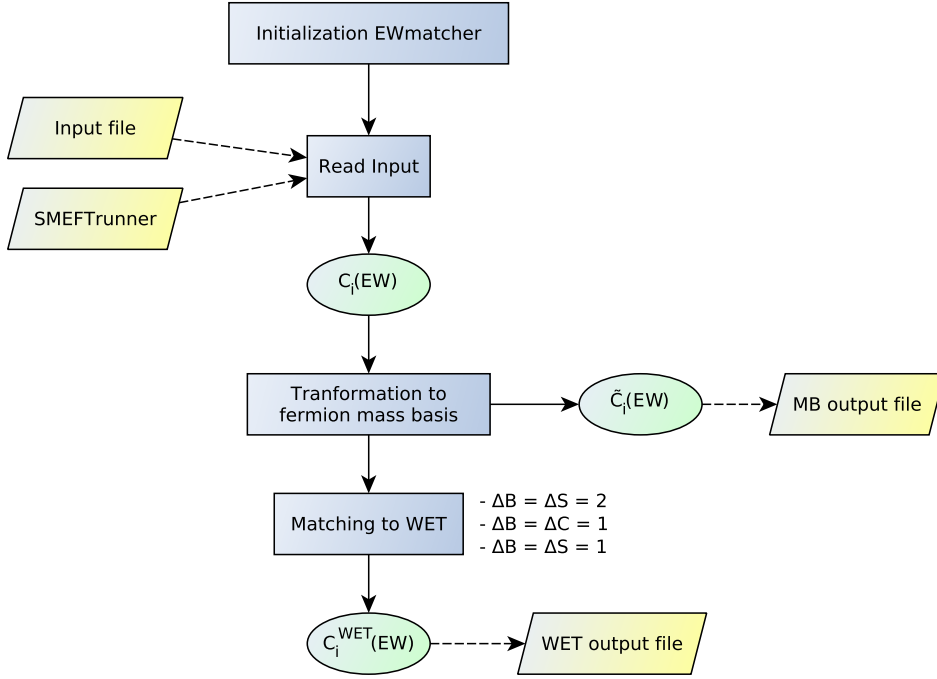 Initialization EWmatcher
Input file
Read Input
SMEFTrunner
C_i(EW)
Tranformation to
fermion mass basis
C̃_i(EW)
MB output file
Matching to WET
- ΔB = ΔS = 2
- ΔB = ΔC = 1
- ΔB = ΔS = 1
C_i^WET(EW)
WET output file